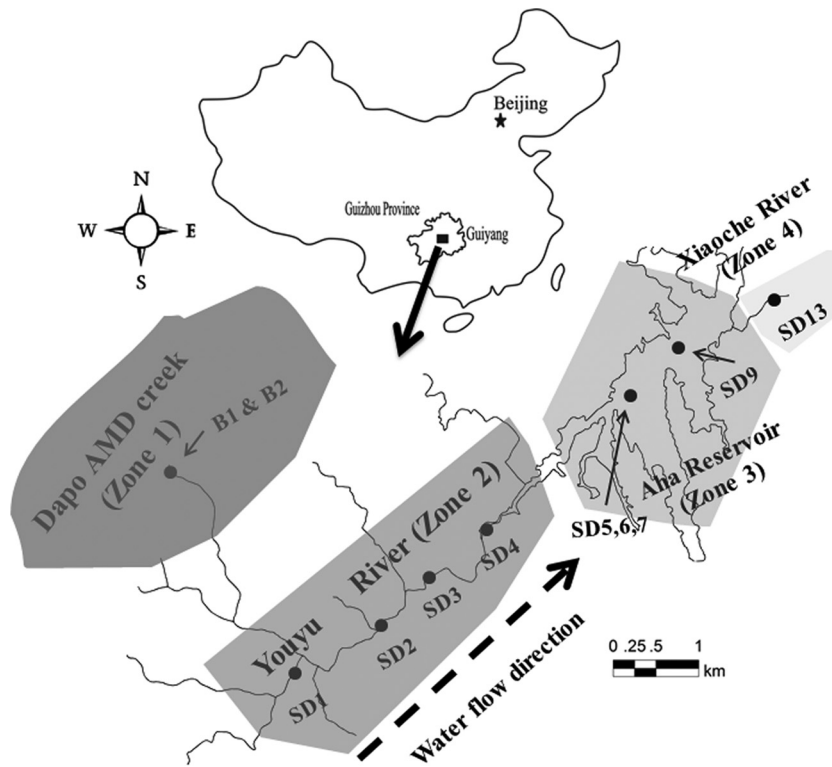 Beijing
N
W
E
S
Guizhou Province
Guiyang
Xiaoche River
(Zone 4)
SD13
SD9
Dapo AMD creek
(Zone 1)
B1 & B2
Aha Reservoir
(Zone 3)
SD5,6,7
Youyu River (Zone 2)
SD4
SD3
SD2
SD1
Water flow direction
0 .25.5 1
km